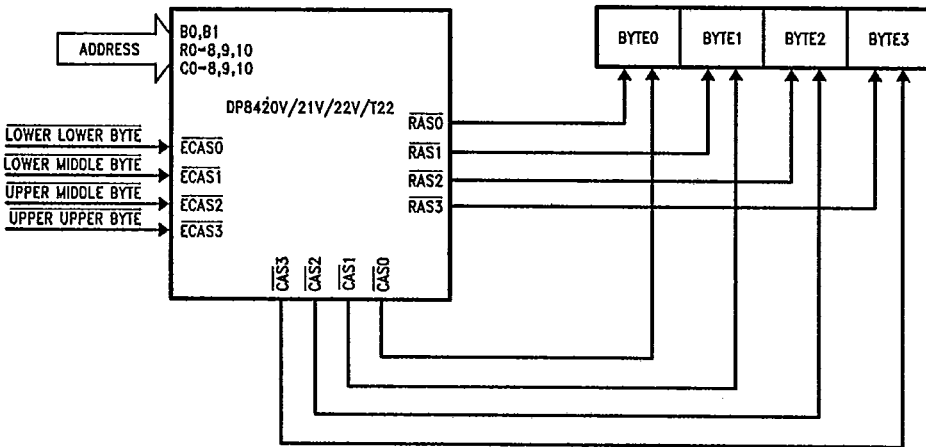 ADDRESS
B0,B1
R0-8,9,10
C0-8,9,10
DP8420V/21V/22V/T22
LOWER LOWER BYTE
LOWER MIDDLE BYTE
UPPER MIDDLE BYTE
UPPER UPPER BYTE
ECAS0
ECAS1
ECAS2
ECAS3
RAS0
RAS1
RAS2
RAS3
CAS3
CAS2
CAS1
CAS0
BYTE0
BYTE1
BYTE2
BYTE3